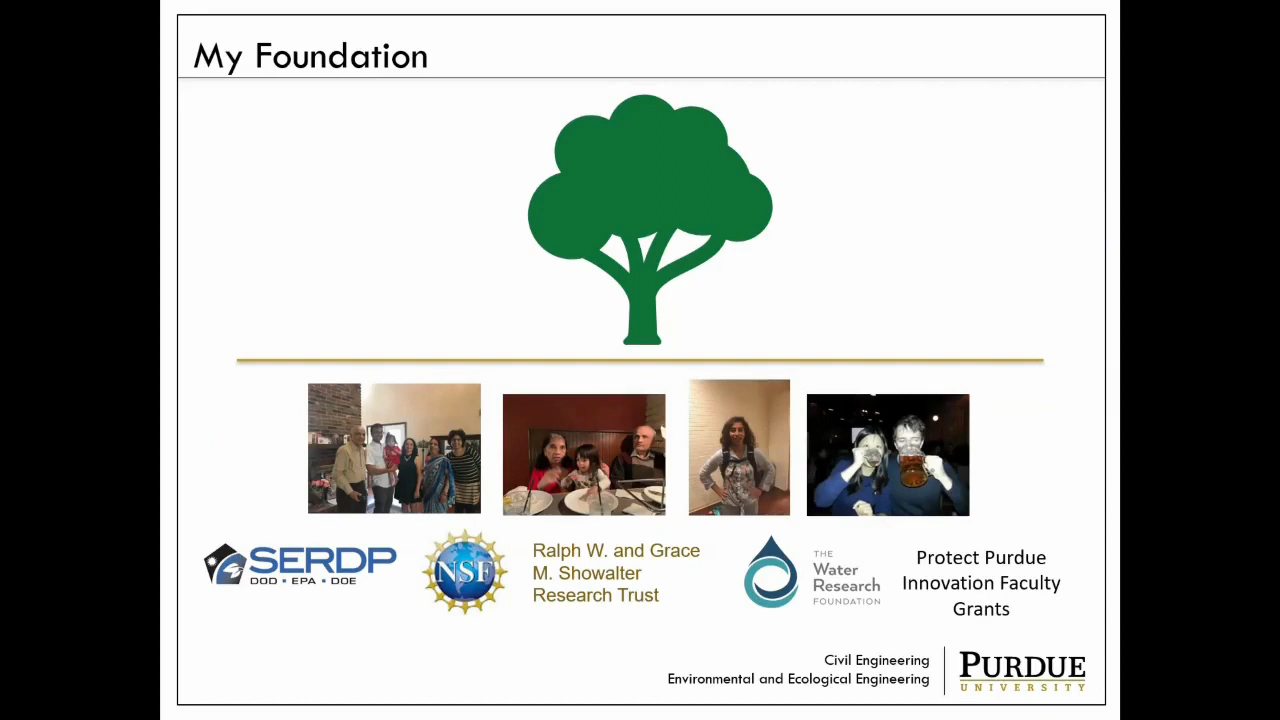 My Foundation
SERDP
DOD • EPA • DOE
NSF
Ralph W. and Grace
M. Showalter
Research Trust
THE
Water
Research
FOUNDATION
Protect Purdue
Innovation Faculty
Grants
Civil Engineering
Environmental and Ecological Engineering
PURDUE
UNIVERSITY